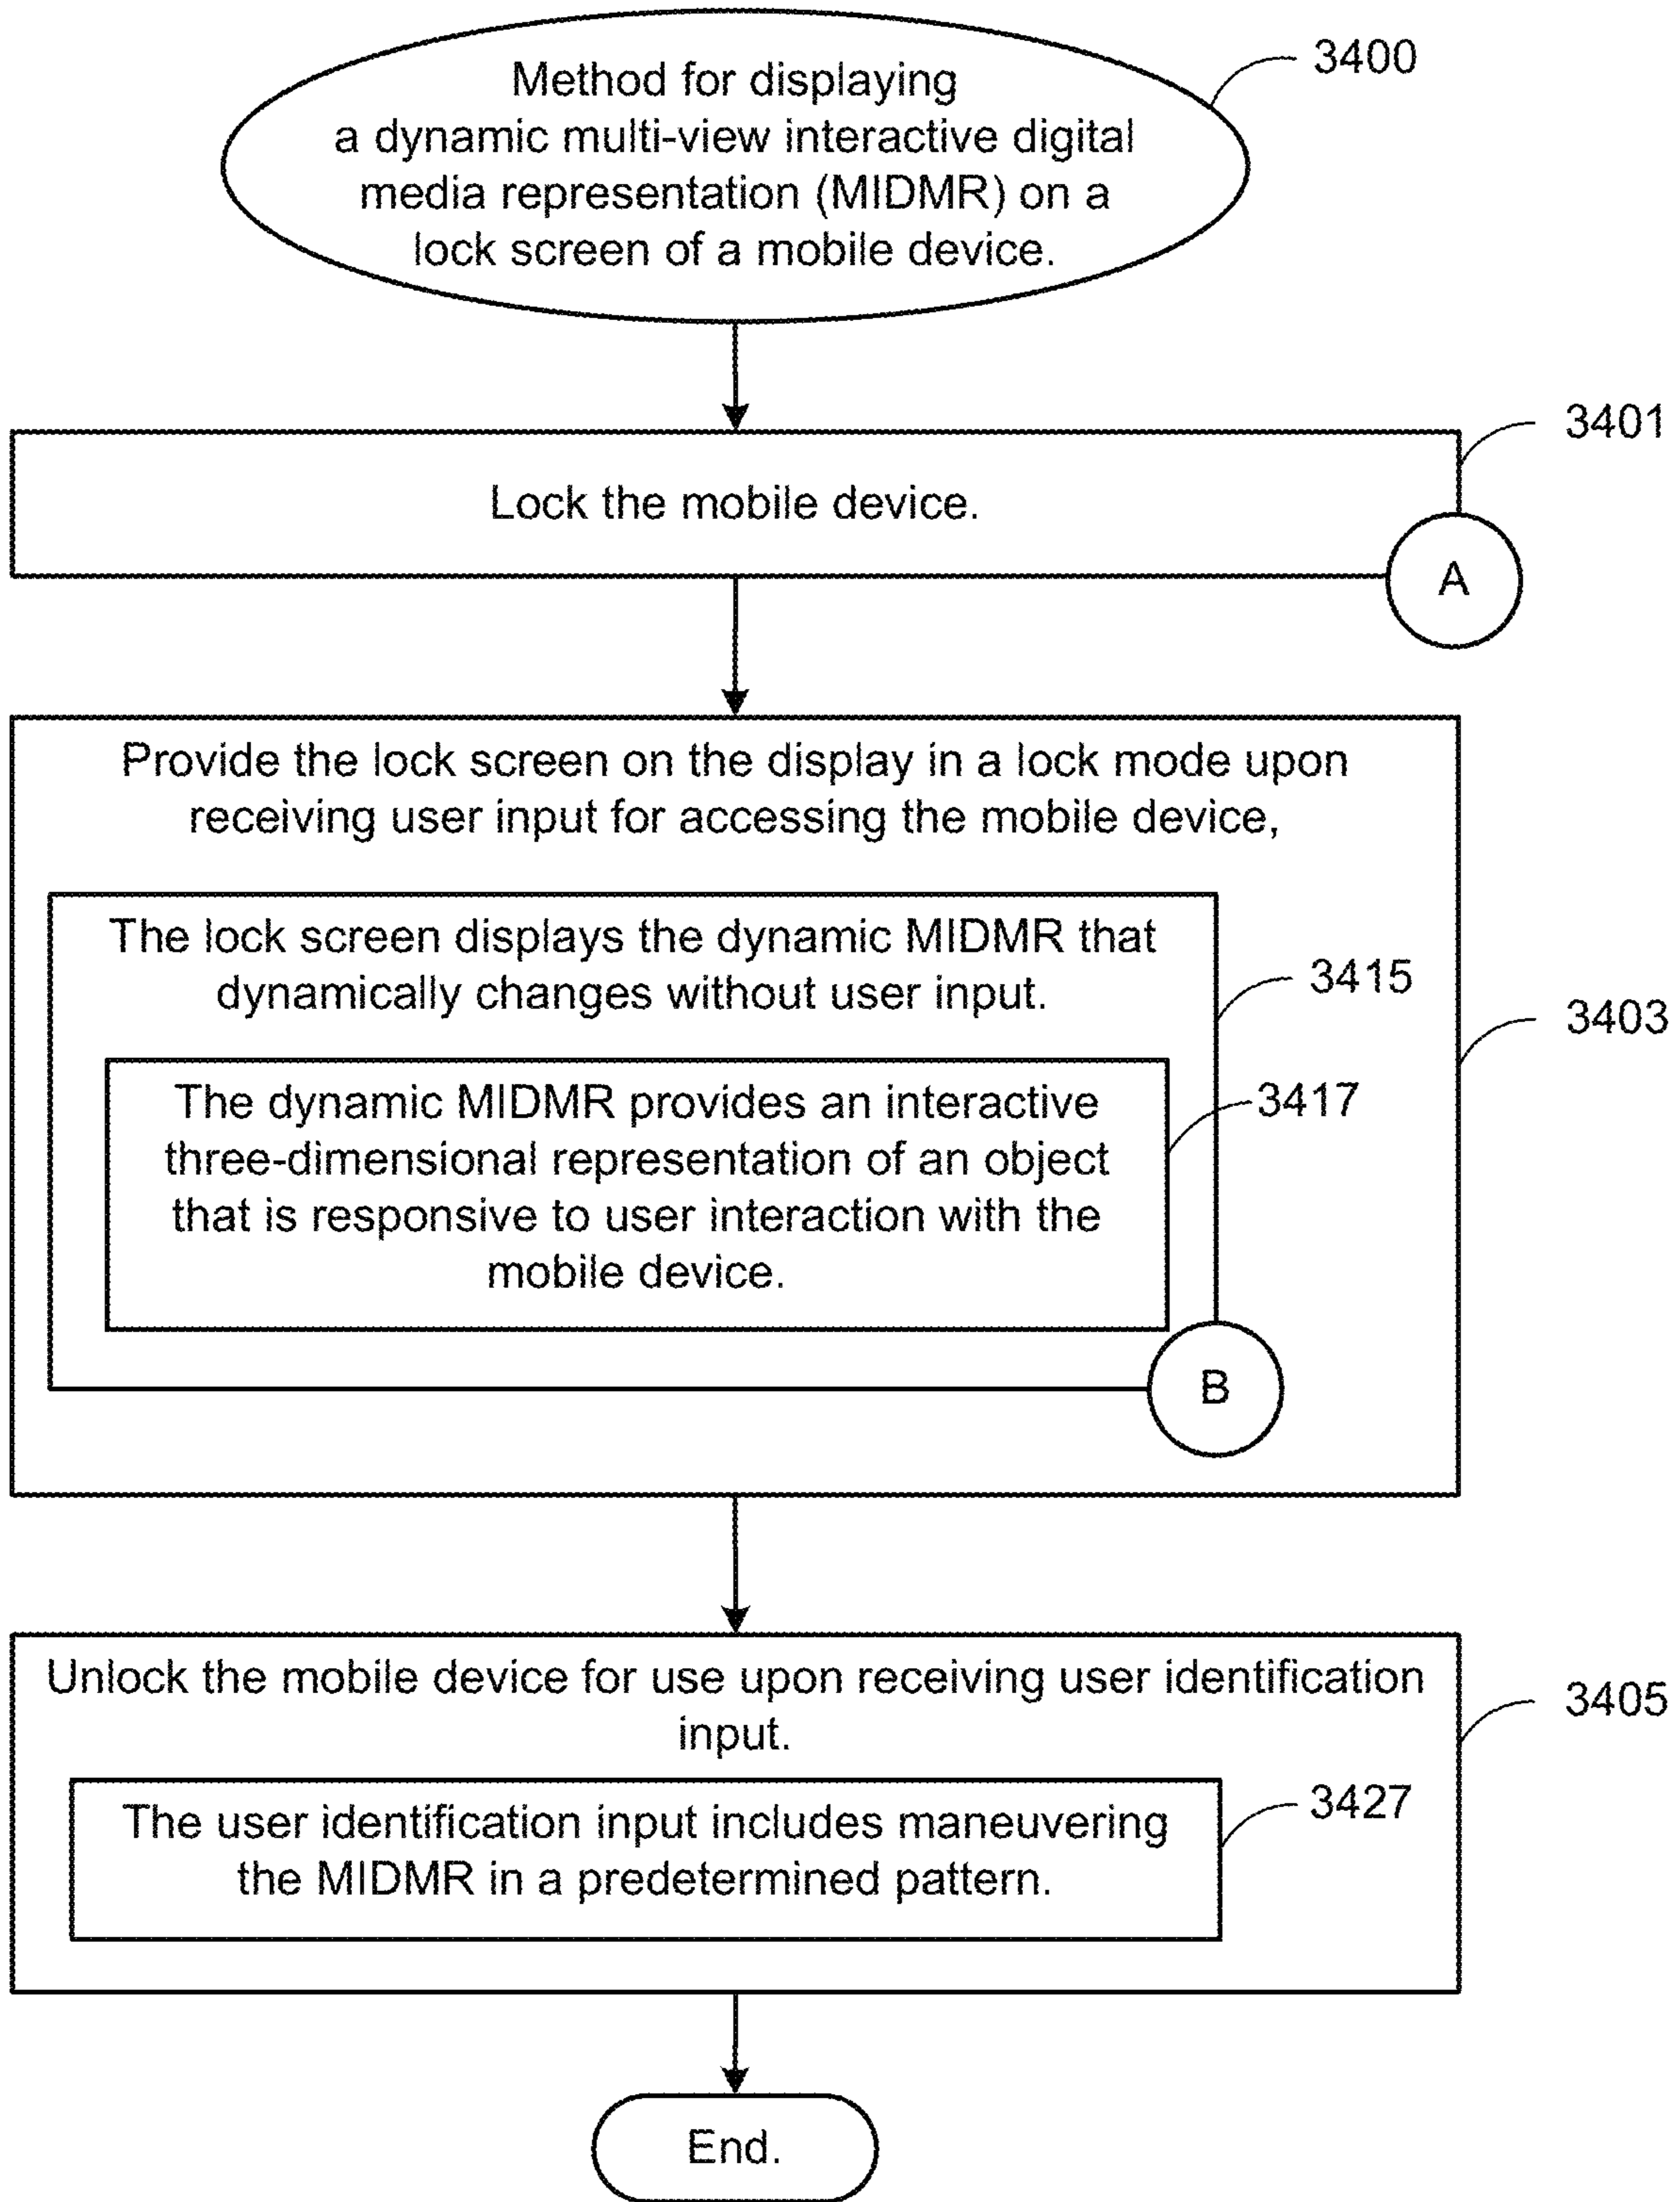 Method for displaying
a dynamic multi-view interactive digital
media representation (MIDMR) on a
lock screen of a mobile device.
3400
3401
Lock the mobile device.
A
Provide the lock screen on the display in a lock mode upon
receiving user input for accessing the mobile device,
The lock screen displays the dynamic MIDMR that
dynamically changes without user input.
3415
3403
The dynamic MIDMR provides an interactive
three-dimensional representation of an object
that is responsive to user interaction with the
mobile device.
3417
B
Unlock the mobile device for use upon receiving user identification
input.
3405
The user identification input includes maneuvering
the MIDMR in a predetermined pattern.
3427
End.